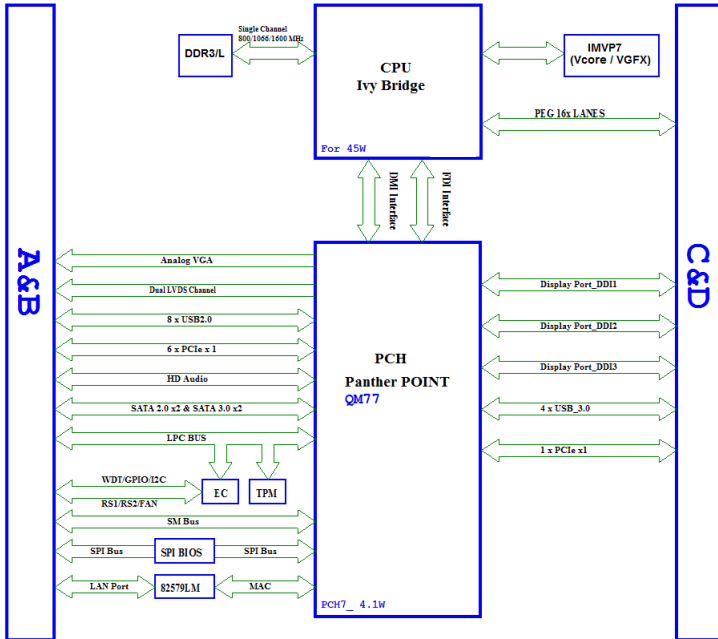 Single Channel
800/1066/1600 MHz
DDR3/L
CPU
Ivy Bridge
For 45W
IMVP7
(Vcore / VGFX)
PEG 16x LANES
DMI Interface
FDI Interface
A&B
C&D
Analog VGA
Dual LVDS Channel
8 x USB2.0
6 x PCIe x 1
HD Audio
SATA 2.0 x2 & SATA 3.0 x2
LPC BUS
WDT/GPIO/I2C
RS1/RS2/FAN
EC
TPM
SM Bus
SPI Bus
SPI BIOS
SPI Bus
LAN Port
82579LM
MAC
PCH
Panther POINT
QM77
PCH7_ 4.1W
Display Port_DDI1
Display Port_DDI2
Display Port_DDI3
4 x USB_3.0
1 x PCIe x1